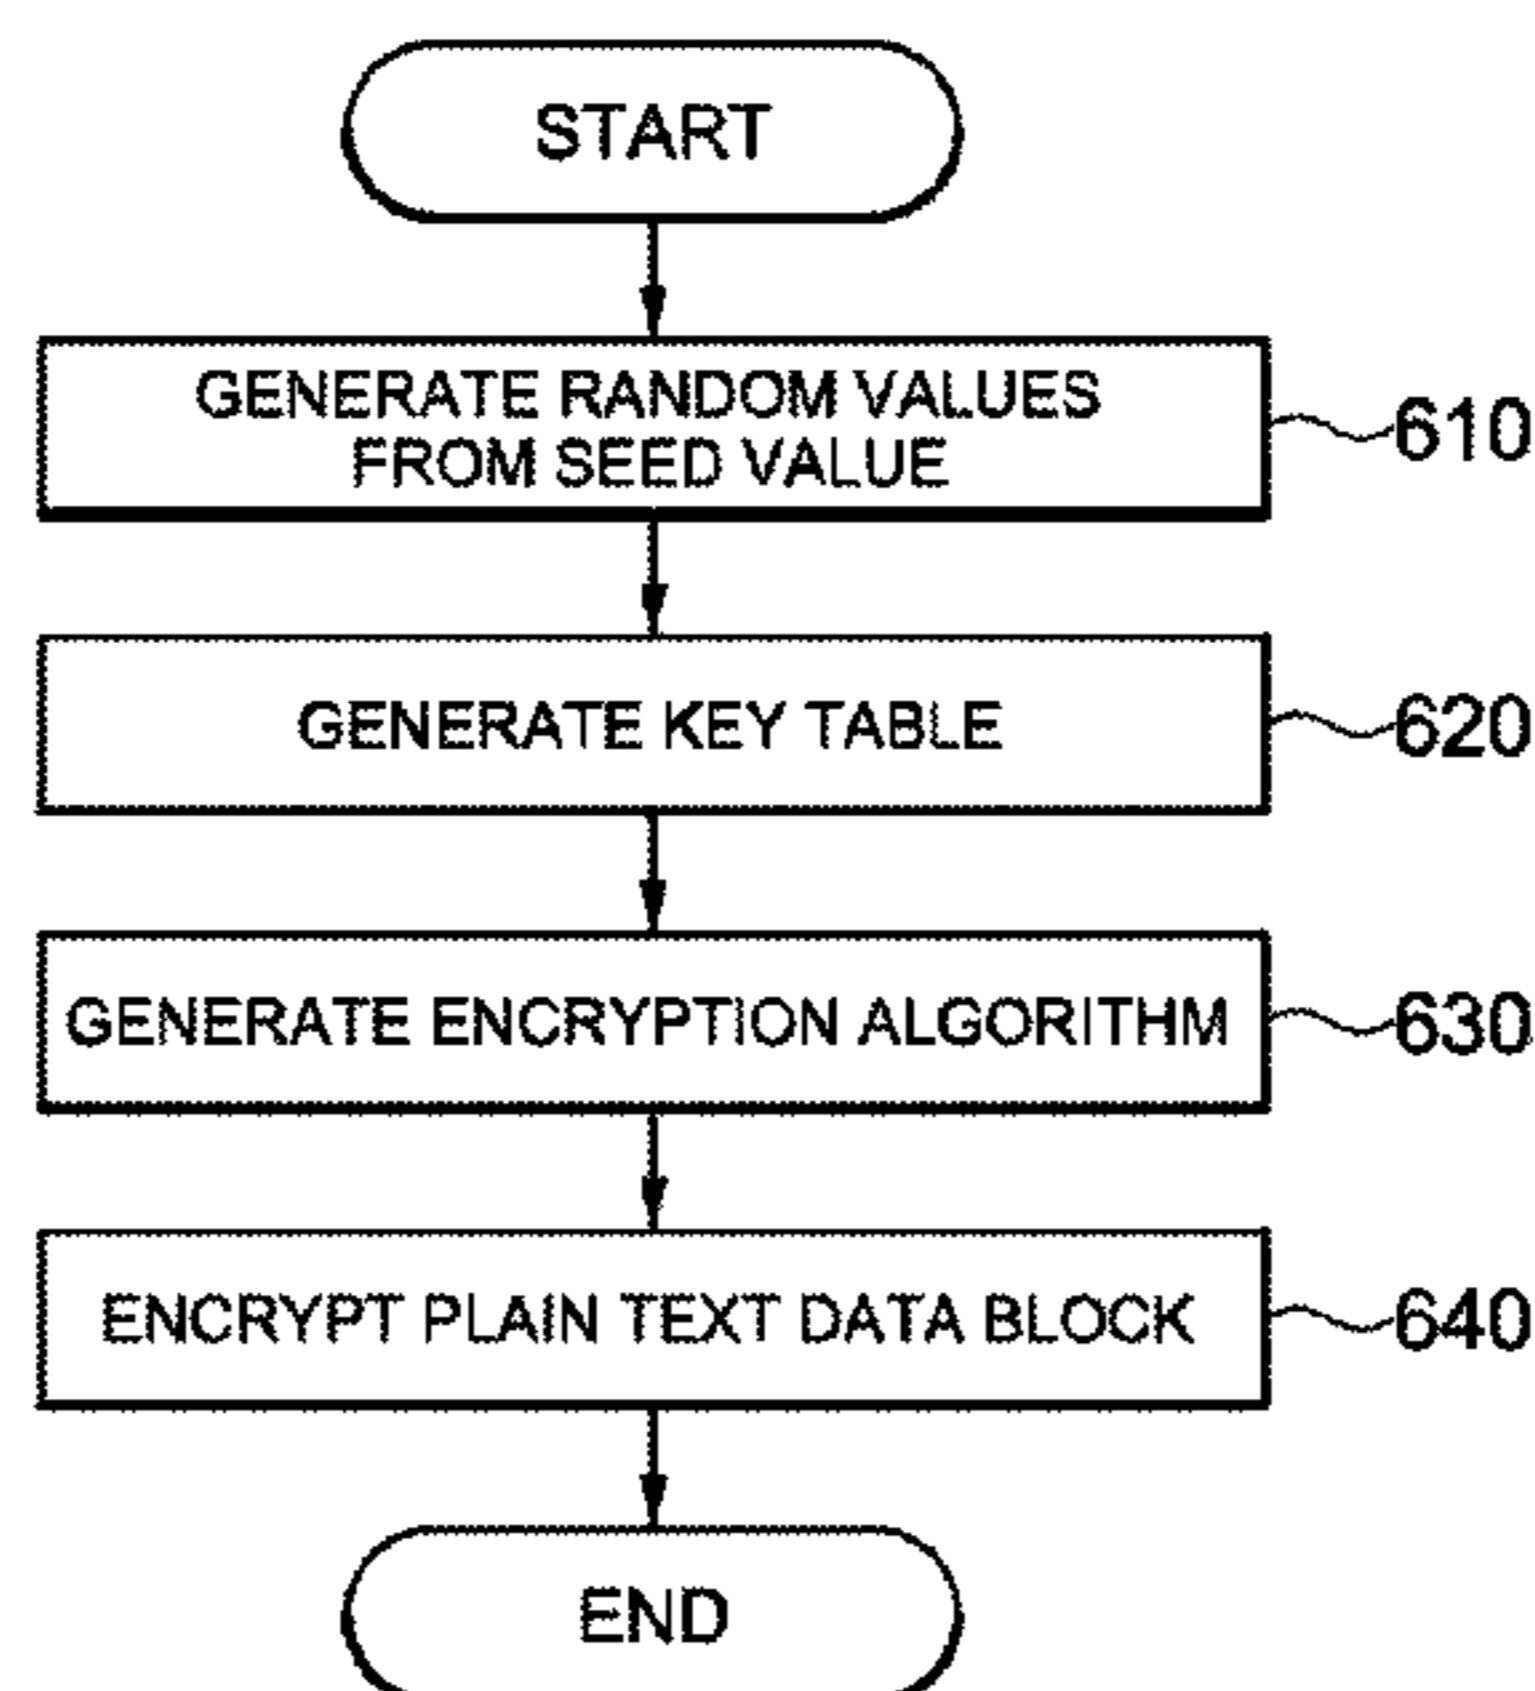 START
GENERATE RANDOM VALUES
FROM SEED VALUE
610
GENERATE KEY TABLE
620
GENERATE ENCRYPTION ALGORITHM
630
ENCRYPT PLAIN TEXT DATA BLOCK
640
END